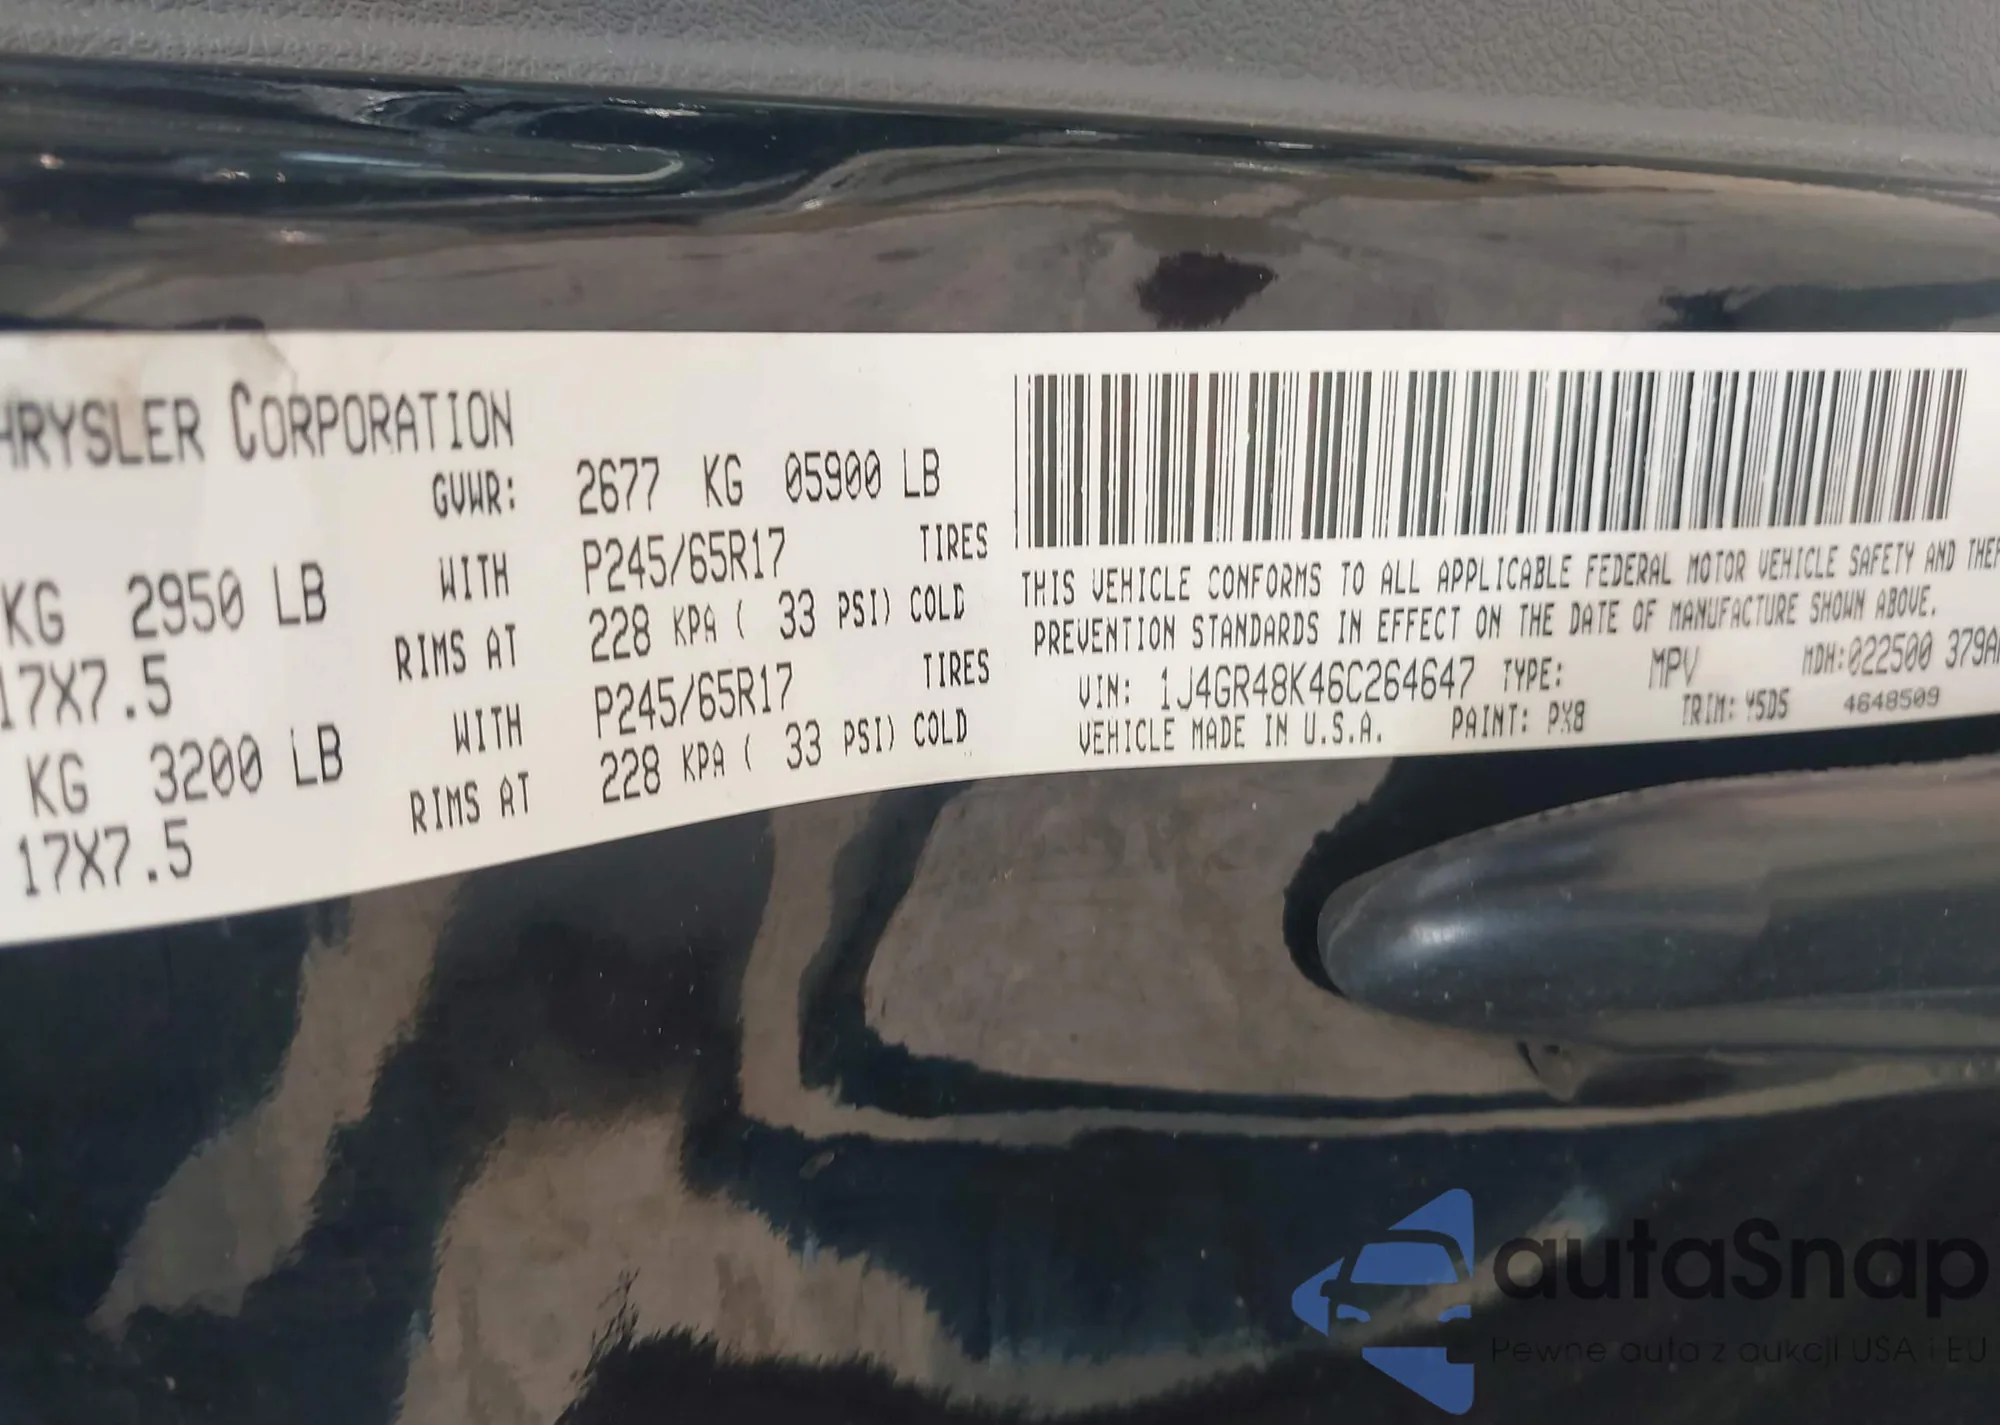 HRYSLER CORPORATION
GVWR: 2677 KG 05900 LB
KG 2950 LB WITH P245/65R17 TIRES
17X7.5 RIMS AT 228 KPA ( 33 PSI) COLD
KG 3200 LB WITH P245/65R17 TIRES
17X7.5 RIMS AT 228 KPA ( 33 PSI) COLD
THIS VEHICLE CONFORMS TO ALL APPLICABLE FEDERAL MOTOR VEHICLE SAFETY AND THEF
PREVENTION STANDARDS IN EFFECT ON THE DATE OF MANUFACTURE SHOWN ABOVE.
VIN: 1J4GR48K46C264647 TYPE: MPV MDH:022500 379A
VEHICLE MADE IN U.S.A. PAINT: PX8 TRIM: Y5D5 4648509
autaSnap
Pewne auta z aukcji USA i EU